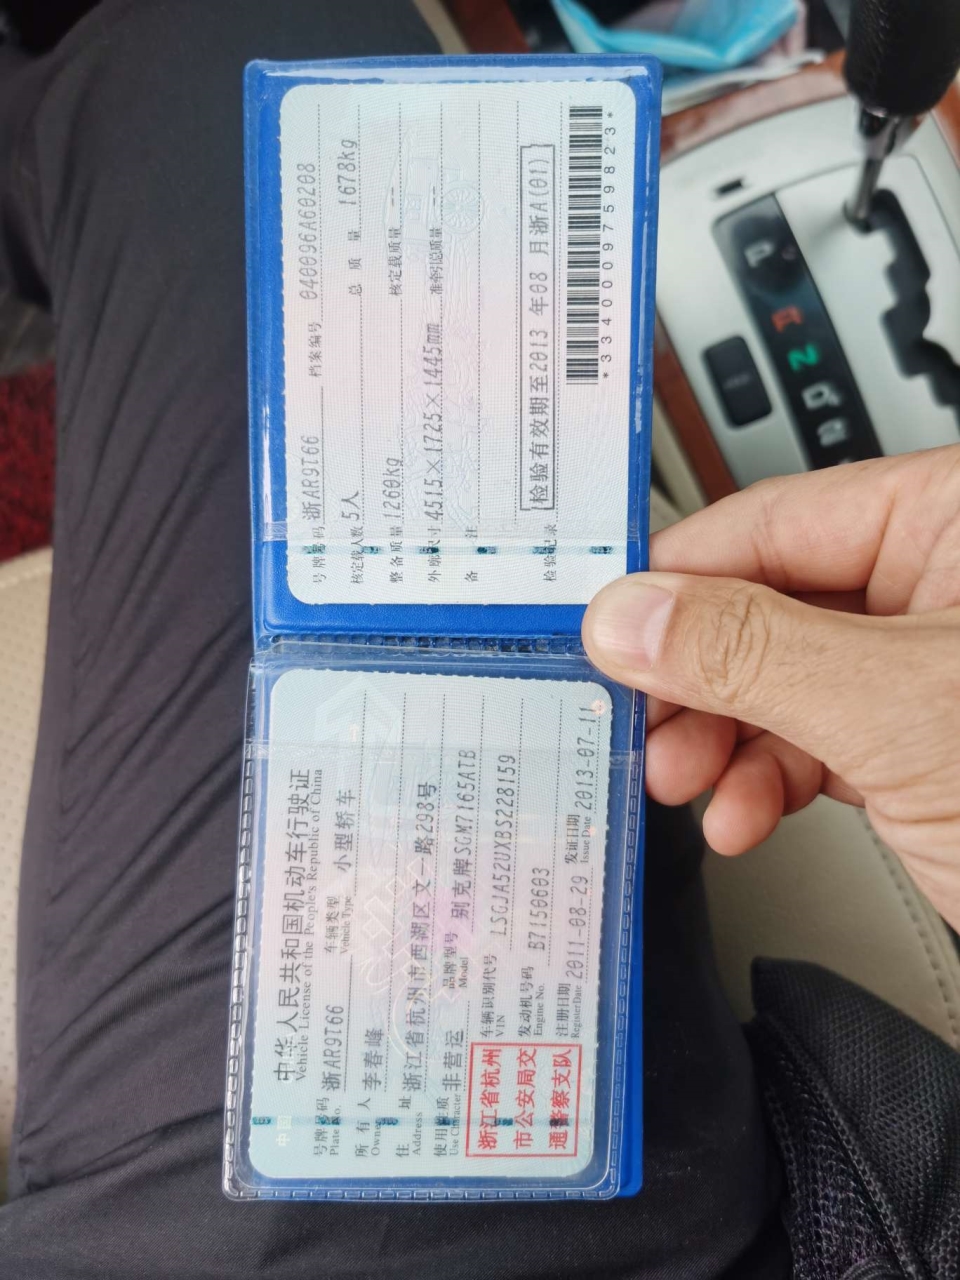 中华人民共和国机动车行驶证
Vehicle License of the People's Republic of China
号牌号码 浙AR9T66 车辆类型 小型轿车
Plate No. Vehicle Type
所有人 李春峰
Owner
住址 浙江省杭州市西湖区文一路298号
Address
使用性质 非营运 品牌型号 别克牌SGM7165ATB
Use Character Model
浙江省杭州
市公安局交
通警察支队
车辆识别代号 LSGJA52UXBS228159
VIN
发动机号码 B7150603
Engine No.
注册日期 2011-08-29 发证日期 2013-07-11
Register Date Issue Date
号牌号码 浙AR9T66 档案编号 040096A60208
核定载人数 5人 总质量 1678kg
整备质量 1260kg 核定载质量 --
外廓尺寸 4515×1725×1445mm 准牵引总质量 --
备注
检验记录 检验有效期至2013年08月浙A(01)
*3340009759823*
P
R
N
D